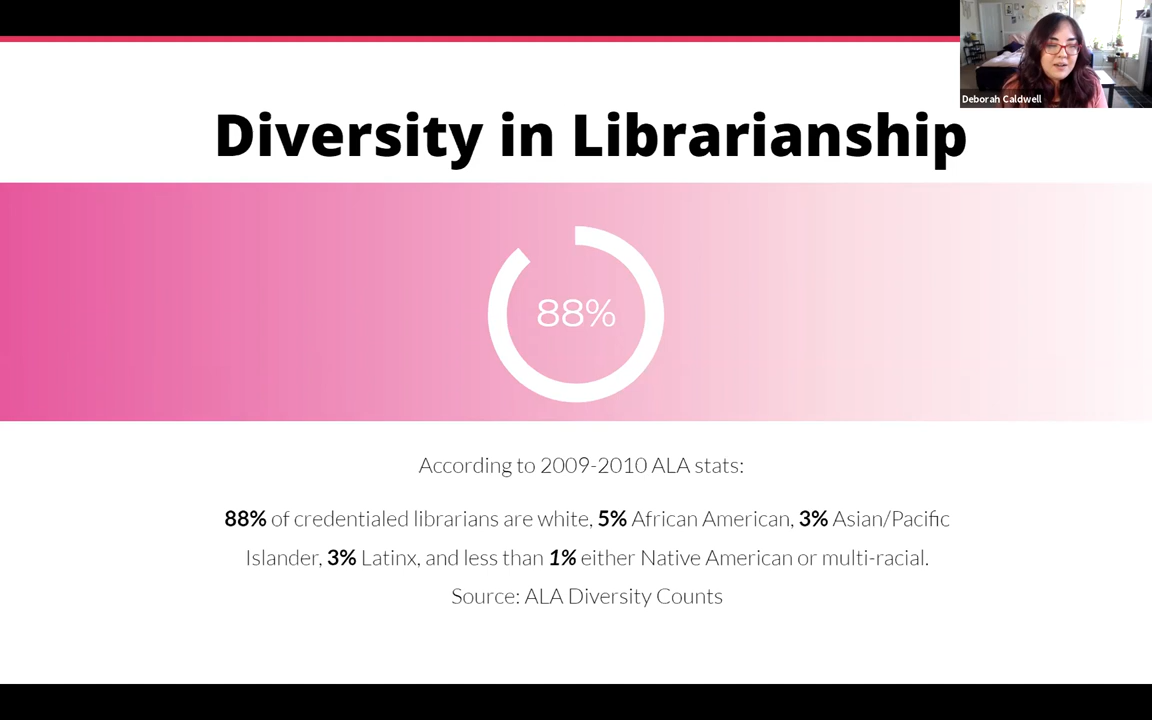 Deborah Caldwell
Diversity in Librarianship
88%
According to 2009-2010 ALA stats:
88% of credentialed librarians are white, 5% African American, 3% Asian/Pacific
Islander, 3% Latinx, and less than 1% either Native American or multi-racial.
Source: ALA Diversity Counts